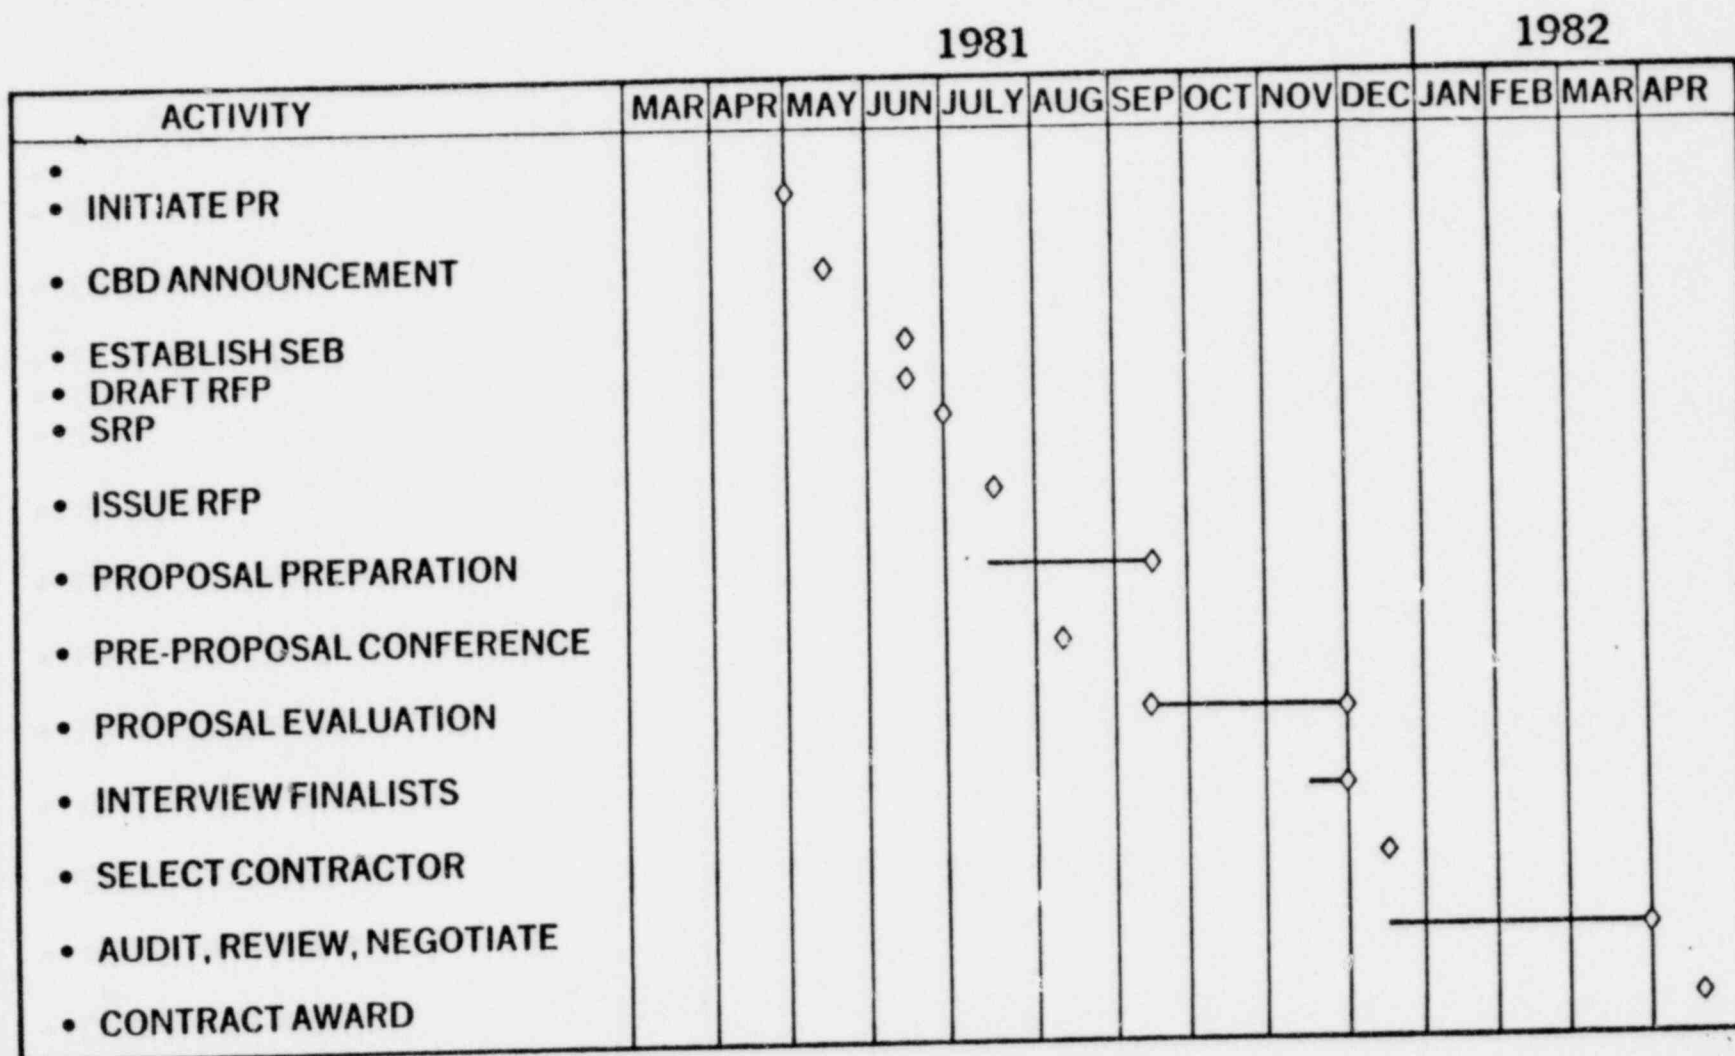 1981 1982
ACTIVITY MAR APR MAY JUN JULY AUG SEP OCT NOV DEC JAN FEB MAR APR
•
• INITIATE PR
• CBD ANNOUNCEMENT
• ESTABLISH SEB
• DRAFT RFP
• SRP
• ISSUE RFP
• PROPOSAL PREPARATION
• PRE-PROPOSAL CONFERENCE
• PROPOSAL EVALUATION
• INTERVIEW FINALISTS
• SELECT CONTRACTOR
• AUDIT, REVIEW, NEGOTIATE
• CONTRACT AWARD